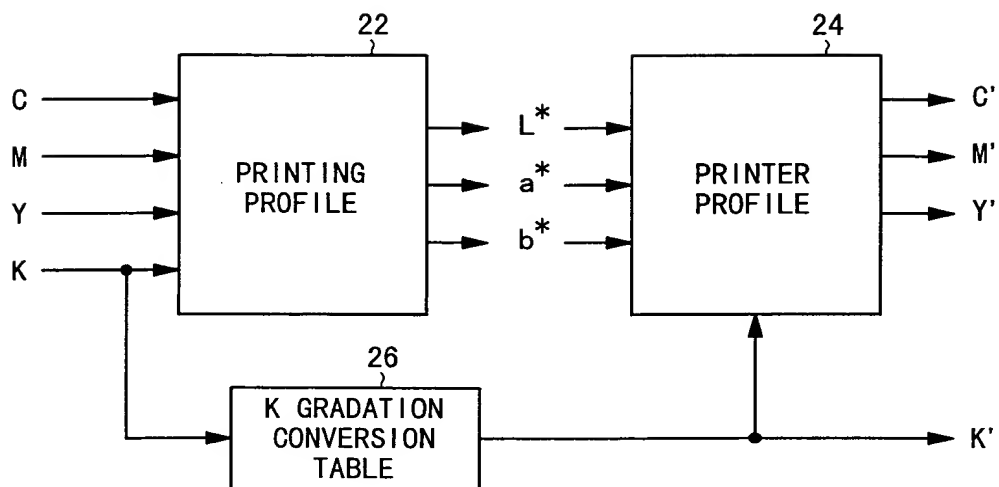 22
24
C
M
Y
K
PRINTING
PROFILE
L*
a*
b*
PRINTER
PROFILE
C'
M'
Y'
26
K GRADATION
CONVERSION
TABLE
K'